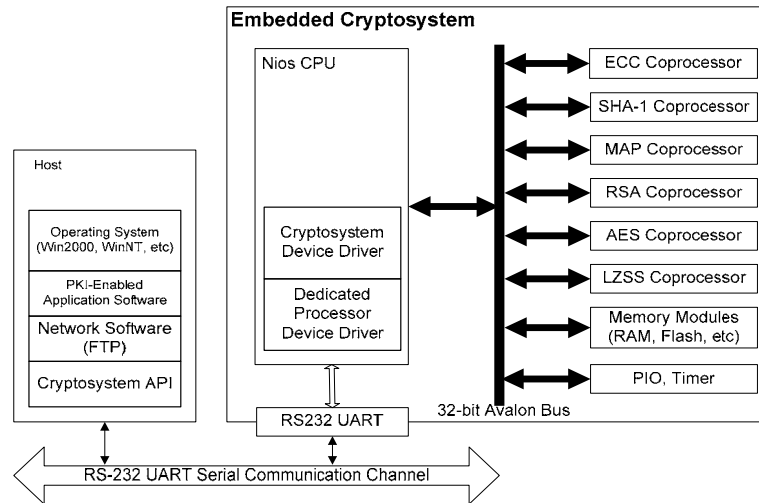 Embedded Cryptosystem
Nios CPU
Cryptosystem
Device Driver
Dedicated
Processor
Device Driver
RS232 UART
32-bit Avalon Bus
ECC Coprocessor
SHA-1 Coprocessor
MAP Coprocessor
RSA Coprocessor
AES Coprocessor
LZSS Coprocessor
Memory Modules
(RAM, Flash, etc)
PIO, Timer
Host
Operating System
(Win2000, WinNT, etc)
PKI-Enabled
Application Software
Network Software
(FTP)
Cryptosystem API
RS-232 UART Serial Communication Channel